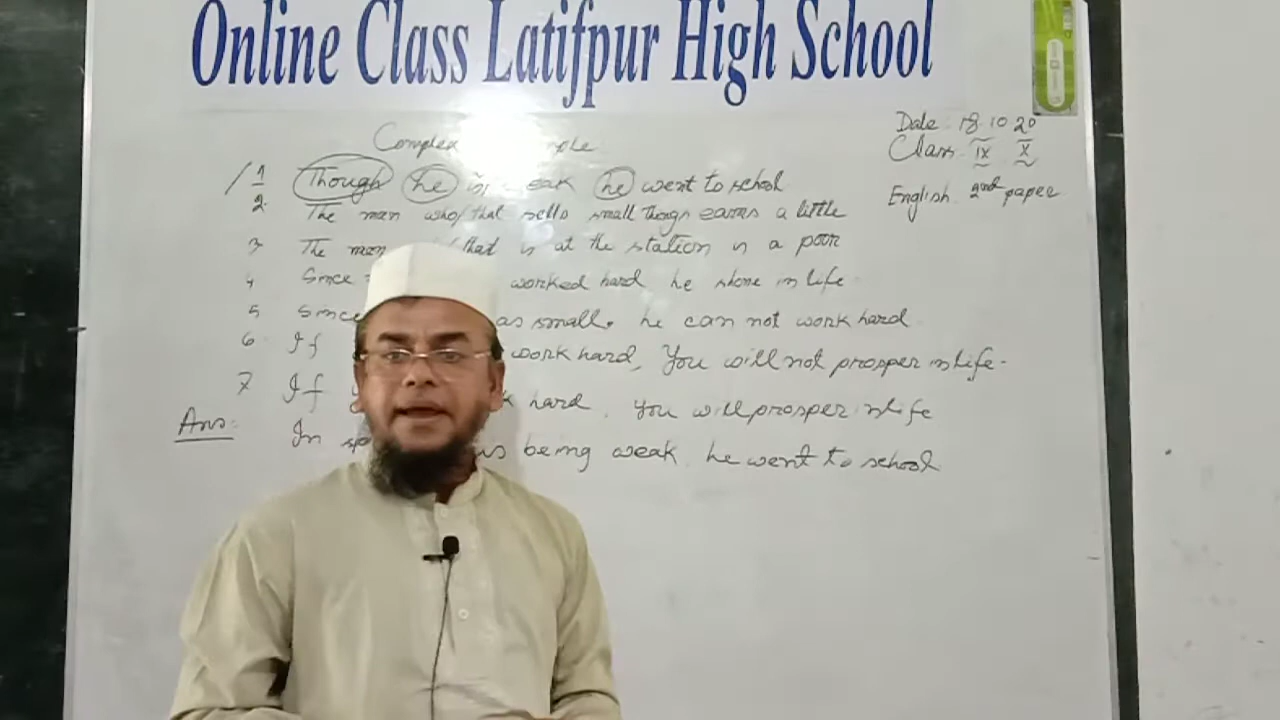 Online Class Latifpur High School
Date: 18.10.20
Class: IX X
English 2nd paper
Complex
1 Though he is weak he went to school
2. The man who/that sells small things earns a little
3 The man that is at the station is a poor
4 Since worked hard he shone in life
5 Since as small, he can not work hard
6 If work hard, You will not prosper in life.
7 If hard, You will prosper in life
Ans: In being weak he went to school